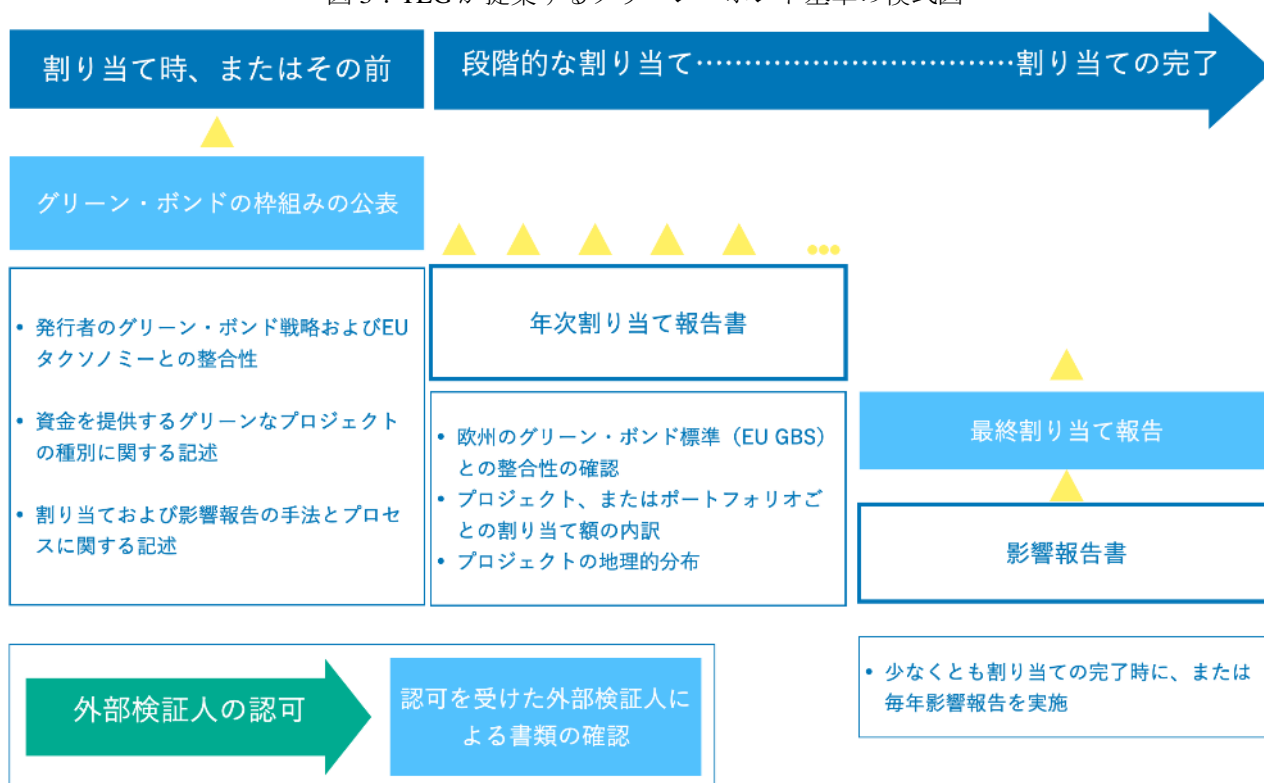 割り当て時、またはその前
段階的な割り当て……………………………割り当ての完了
グリーン・ボンドの枠組みの公表
• 発行者のグリーン・ボンド戦略およびEU
タクソノミーとの整合性
• 資金を提供するグリーンなプロジェクト
の種別に関する記述
• 割り当ておよび影響報告の手法とプロセ
スに関する記述
年次割り当て報告書
• 欧州のグリーン・ボンド標準（EU GBS）
との整合性の確認
• プロジェクト、またはポートフォリオご
との割り当て額の内訳
• プロジェクトの地理的分布
最終割り当て報告
影響報告書
• 少なくとも割り当ての完了時に、または
毎年影響報告を実施
外部検証人の認可
認可を受けた外部検証人に
よる書類の確認